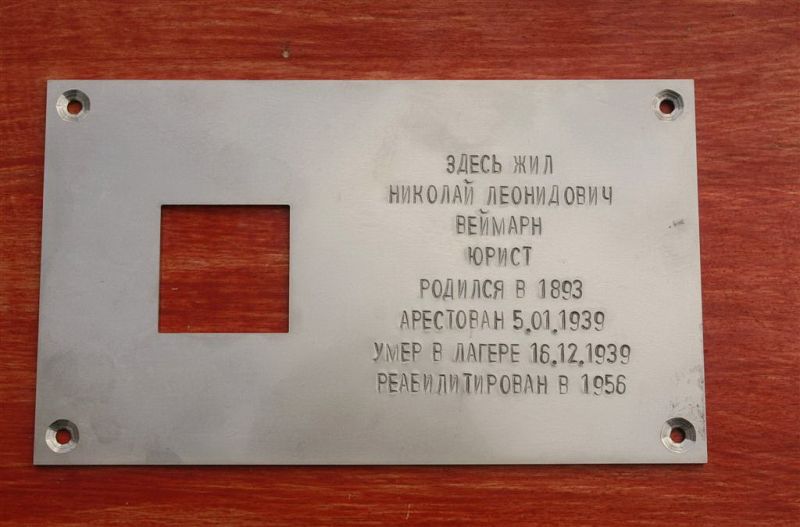 ЗДЕСЬ ЖИЛ
НИКОЛАЙ ЛЕОНИДОВИЧ
ВЕЙМАРН
ЮРИСТ
РОДИЛСЯ В 1893
АРЕСТОВАН 5.01.1939
УМЕР В ЛАГЕРЕ 16.12.1939
РЕАБИЛИТИРОВАН В 1956